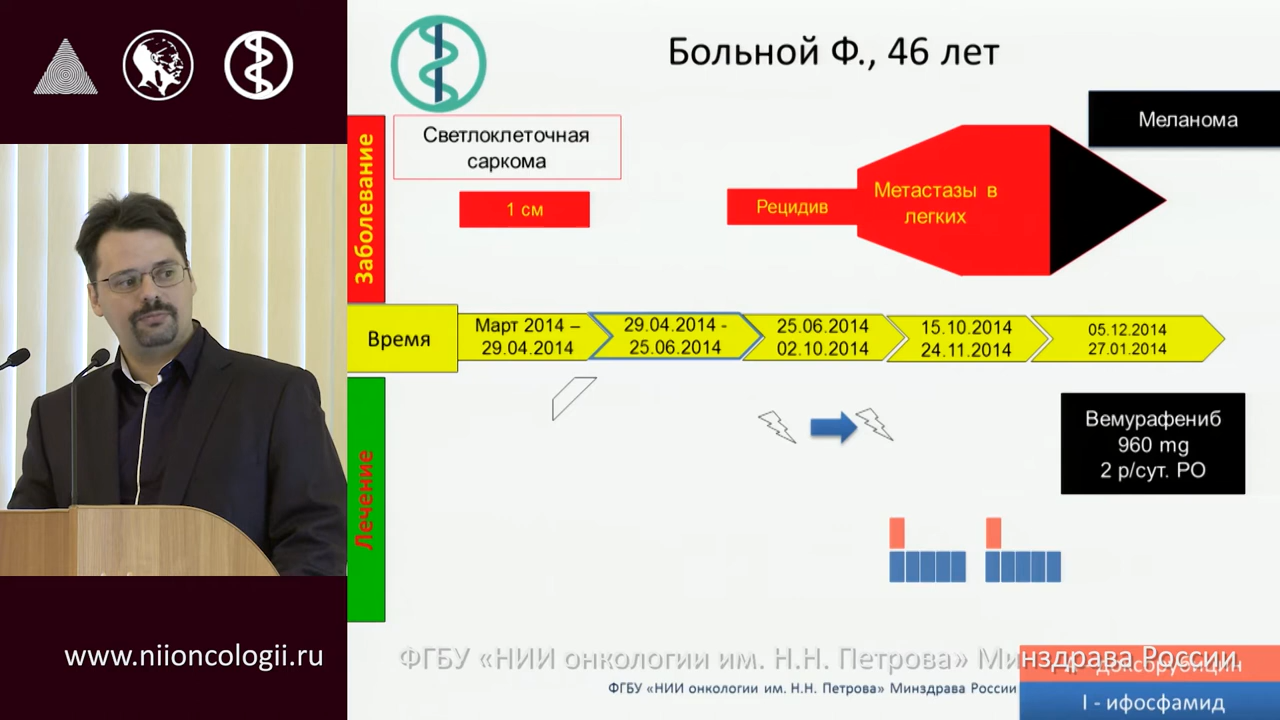 Больной Ф., 46 лет
Меланома
Светлоклеточная
саркома
Заболевание
1 см
Рецидив
Метастазы в
легких
Время
Март 2014 –
29.04.2014
29.04.2014 -
25.06.2014
25.06.2014
02.10.2014
15.10.2014
24.11.2014
05.12.2014
27.01.2014
Лечение
Вемурафениб
960 mg
2 р/сут. РО
www.niioncologii.ru
ФГБУ «НИИ онкологии им. Н.Н. Петрова» Минздрава России
доксорубицин
ФГБУ «НИИ онкологии им. Н.Н. Петрова» Минздрава России
I - ифосфамид